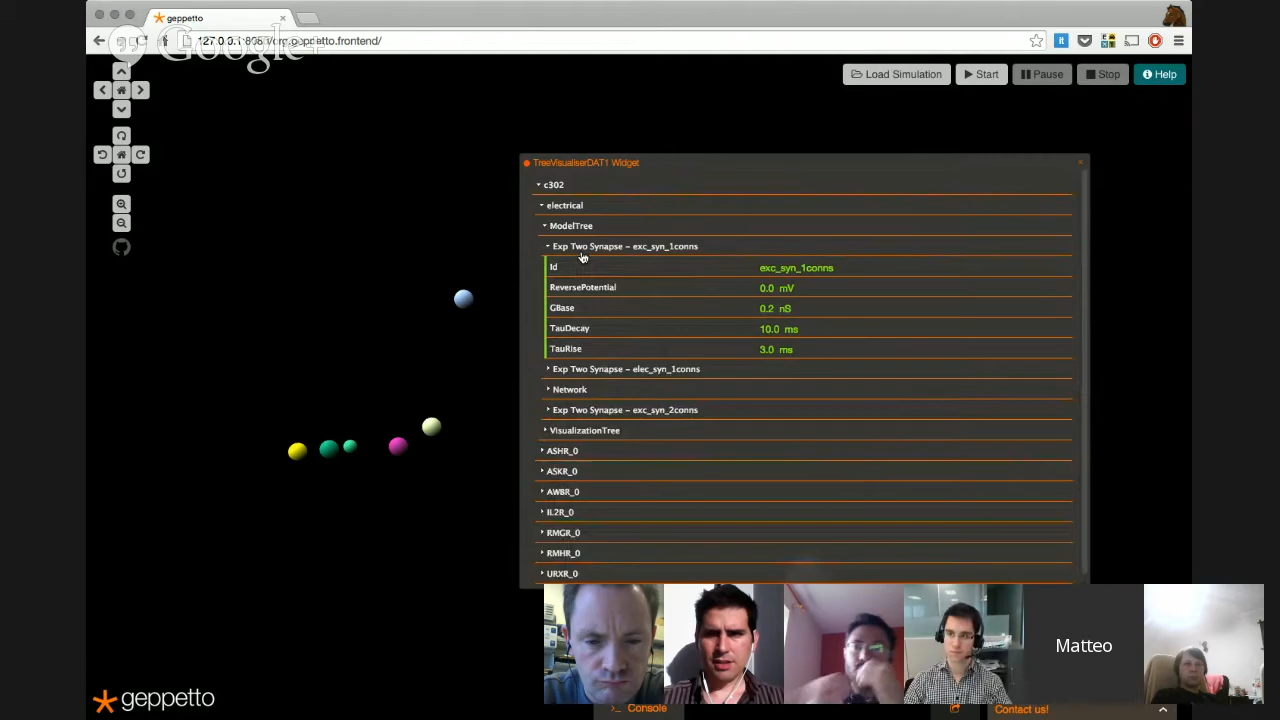 geppetto
127.0.0.1:808
org.geppetto.frontend/
Google+
Load Simulation
Start
Pause
Stop
Help
TreeVisualiserDAT1 Widget
c302
electrical
ModelTree
Exp Two Synapse – exc_syn_1conns
Id exc_syn_1conns
ReversePotential 0.0 mV
GBase 0.2 nS
TauDecay 10.0 ms
TauRise 3.0 ms
Exp Two Synapse – elec_syn_1conns
Network
Exp Two Synapse – exc_syn_2conns
VisualizationTree
ASHR_0
ASKR_0
AWBR_0
IL2R_0
RMGR_0
RMHR_0
URXR_0
Matteo
geppetto
Console
Contact us!